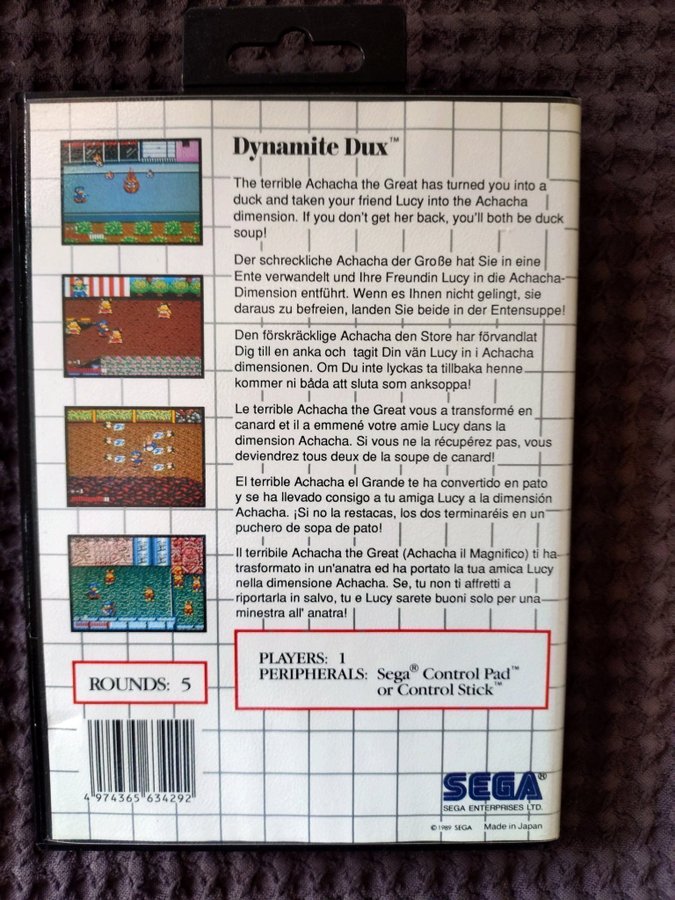 Dynamite Dux™
The terrible Achacha the Great has turned you into a
duck and taken your friend Lucy into the Achacha
dimension. If you don't get her back, you'll both be duck
soup!
Der schreckliche Achacha der Große hat Sie in eine
Ente verwandelt und Ihre Freundin Lucy in die Achacha-
Dimension entführt. Wenn es Ihnen nicht gelingt, sie
daraus zu befreien, landen Sie beide in der Entensuppe!
Den förskräcklige Achacha den Store har förvandlat
Dig till en anka och tagit Din vän Lucy in i Achacha
dimensionen. Om Du inte lyckas ta tillbaka henne
kommer ni båda att sluta som anksoppa!
Le terrible Achacha the Great vous a transformé en
canard et il a emmené votre amie Lucy dans la
dimension Achacha. Si vous ne la récupérez pas, vous
deviendrez tous deux de la soupe de canard!
El terrible Achacha el Grande te ha convertido en pato
y se ha llevado consigo a tu amiga Lucy a la dimensión
Achacha. ¡Si no la restacas, los dos terminaréis en un
puchero de sopa de pato!
Il terribile Achacha the Great (Achacha il Magnifico) ti ha
trasformato in un'anatra ed ha portato la tua amica Lucy
nella dimensione Achacha. Se, tu non ti affretti a
riportarla in salvo, tu e Lucy sarete buoni solo per una
minestra all' anatra!
ROUNDS: 5
PLAYERS: 1
PERIPHERALS: Sega® Control Pad™
or Control Stick™
4 974365 634292
SEGA®
SEGA ENTERPRISES LTD.
©1989 SEGA Made in Japan